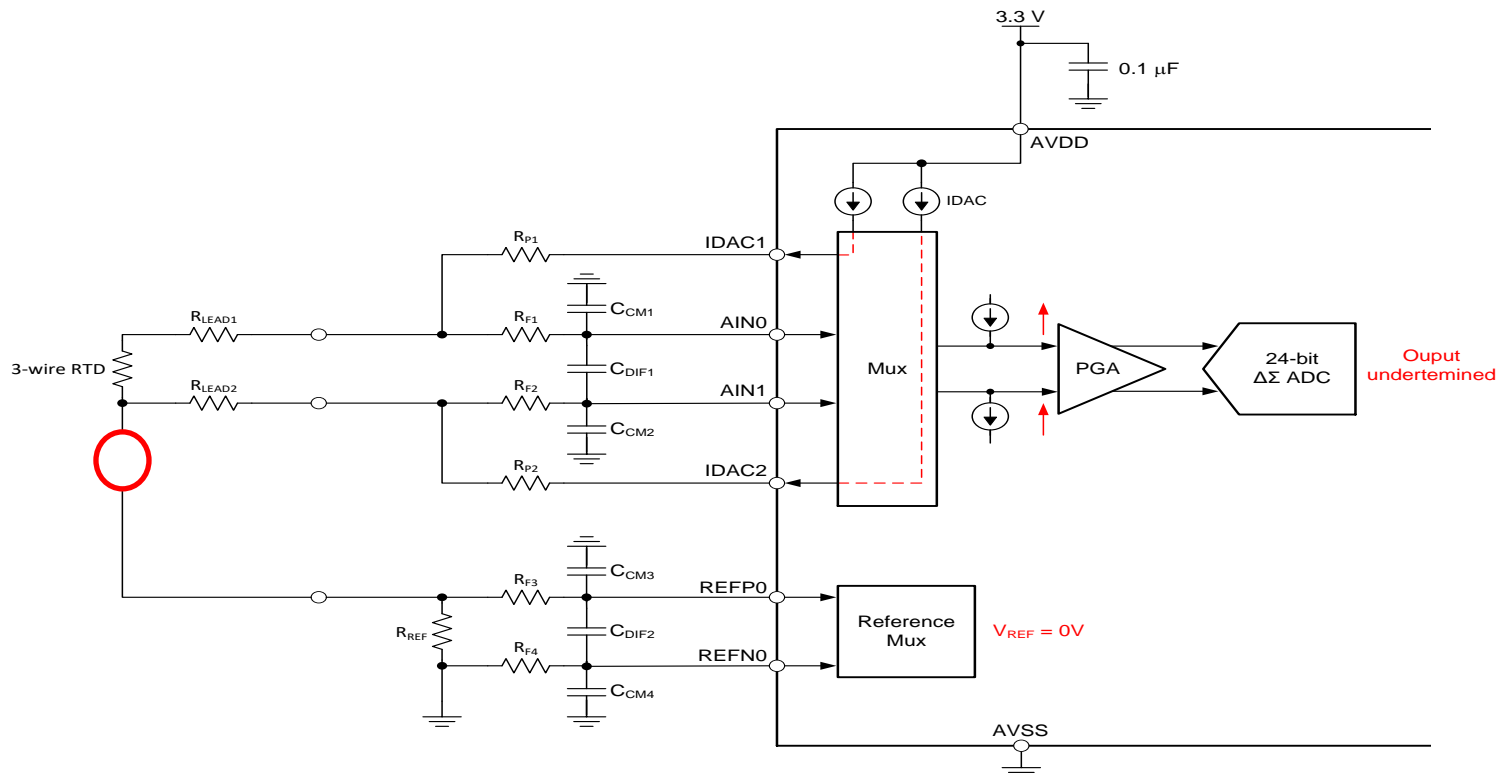 3.3 V
0.1 µF
AVDD
IDAC
RP1
IDAC1
RLEAD1
CCM1
RF1
AIN0
3-wire RTD
CDIF1
Mux
PGA
24-bit
ΔΣ ADC
Ouput
undertemined
RLEAD2
RF2
AIN1
CCM2
RP2
IDAC2
CCM3
RF3
REFP0
RREF
CDIF2
Reference
Mux
VREF = 0V
RF4
REFN0
CCM4
AVSS